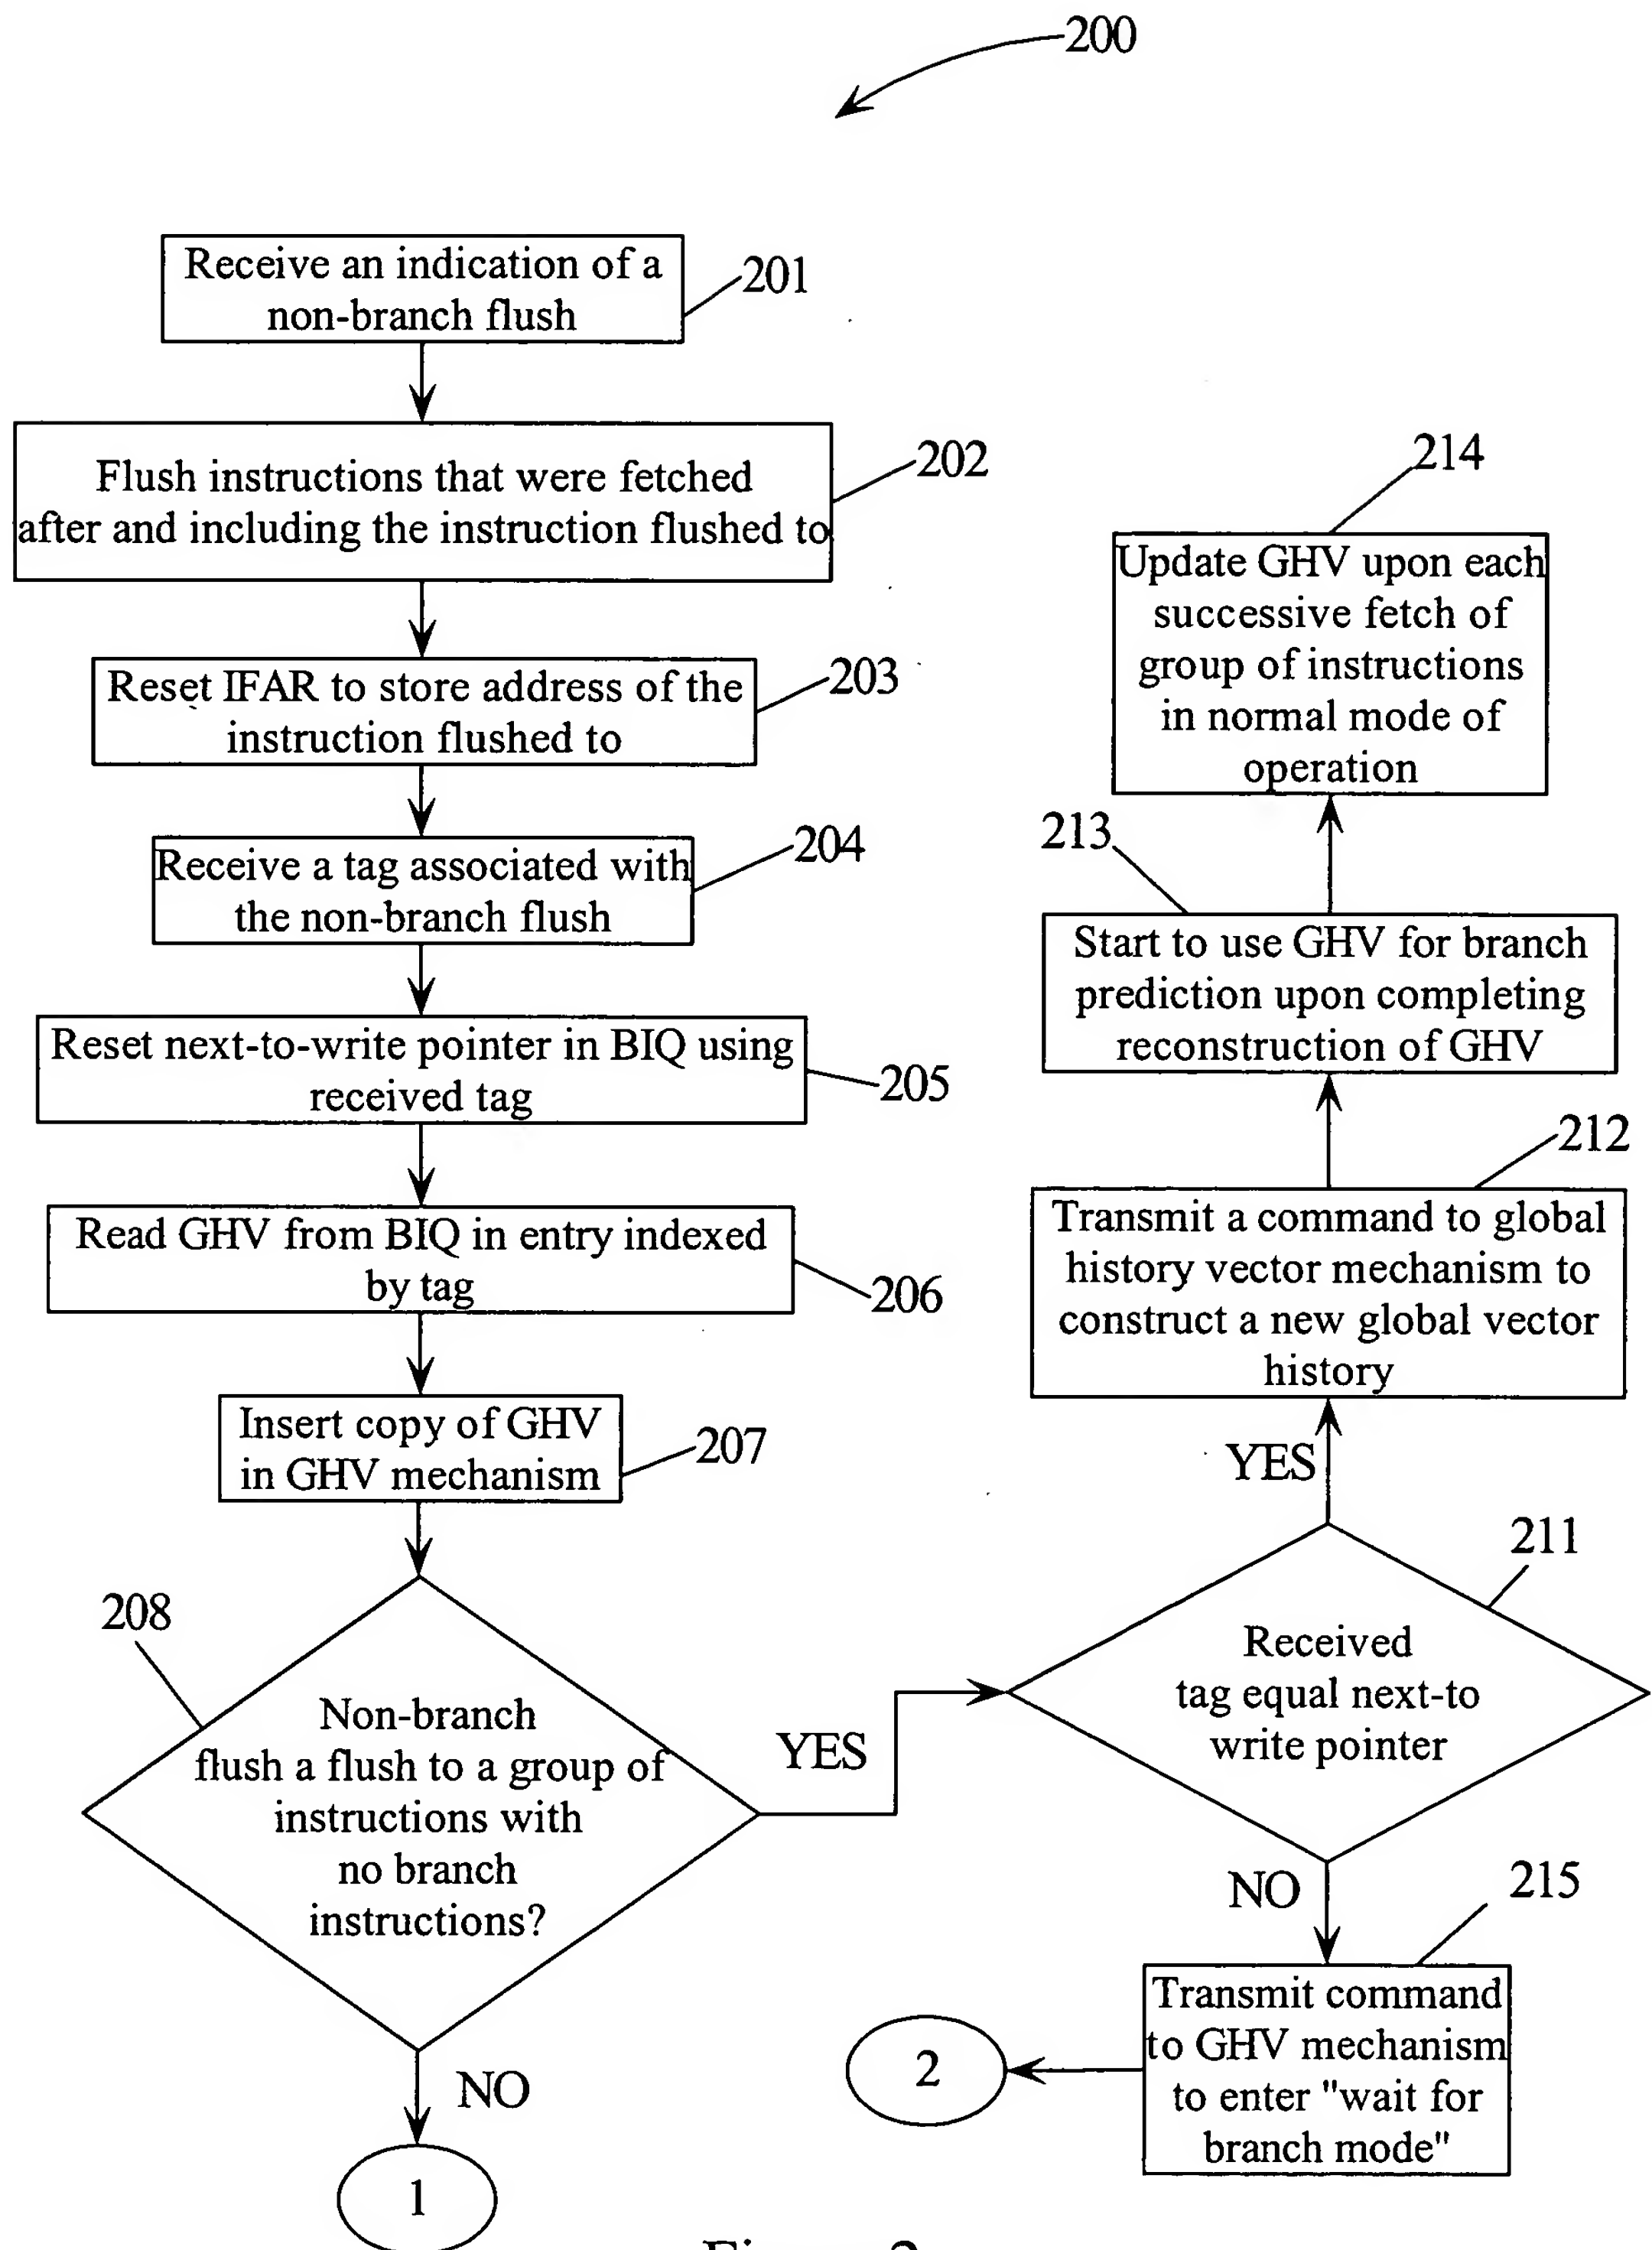 200
Receive an indication of a
non-branch flush
201
Flush instructions that were fetched
after and including the instruction flushed to
202
Reset IFAR to store address of the
instruction flushed to
203
Receive a tag associated with
the non-branch flush
204
Reset next-to-write pointer in BIQ using
received tag
205
Read GHV from BIQ in entry indexed
by tag
206
Insert copy of GHV
in GHV mechanism
207
208
Non-branch
flush a flush to a group of
instructions with
no branch
instructions?
YES
NO
1
211
Received
tag equal next-to
write pointer
YES
212
Transmit a command to global
history vector mechanism to
construct a new global vector
history
213
Start to use GHV for branch
prediction upon completing
reconstruction of GHV
214
Update GHV upon each
successive fetch of
group of instructions
in normal mode of
operation
NO
215
Transmit command
to GHV mechanism
to enter "wait for
branch mode"
2